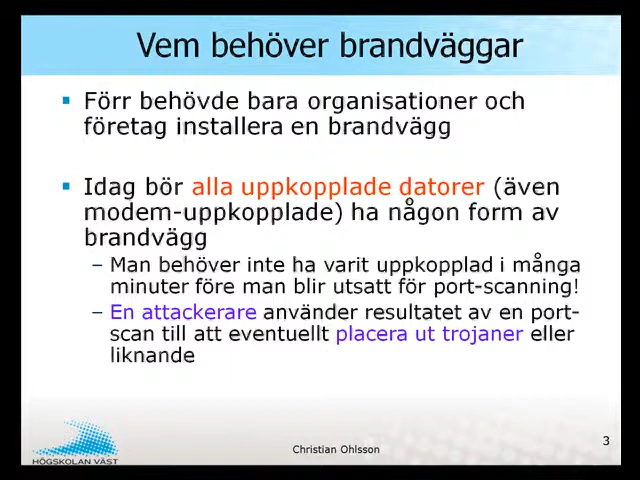 Vem behöver brandväggar
Förr behövde bara organisationer och
företag installera en brandvägg
Idag bör alla uppkopplade datorer (även
modem-uppkopplade) ha någon form av
brandvägg
– Man behöver inte ha varit uppkopplad i många
minuter före man blir utsatt för port-scanning!
– En attackerare använder resultatet av en port-
scan till att eventuellt placera ut trojaner eller
liknande
HÖGSKOLAN VÄST
Christian Ohlsson
3